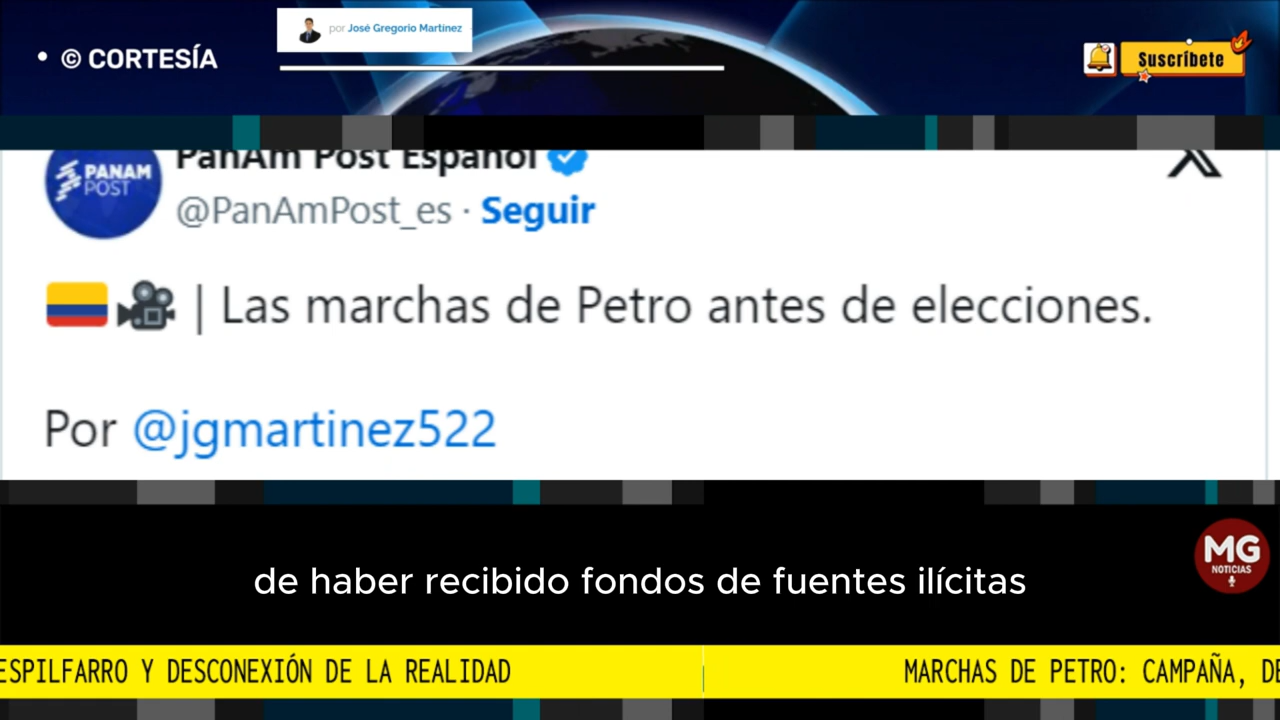 • © CORTESÍA
por José Gregorio Martínez
Suscríbete
PANAM
POST
PanAm Post Español
@PanAmPost_es · Seguir
| Las marchas de Petro antes de elecciones.
Por @jgmartinez522
de haber recibido fondos de fuentes ilícitas
MG
NOTICIAS
ESPILFARRO Y DESCONEXIÓN DE LA REALIDAD
MARCHAS DE PETRO: CAMPAÑA, DE